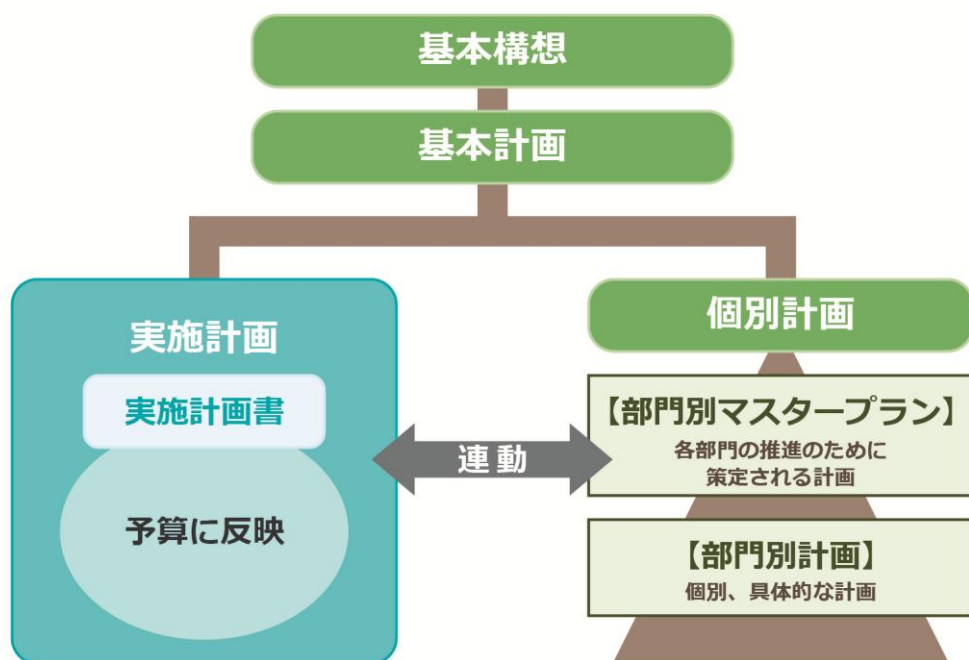 基本構想
基本計画
実施計画
実施計画書
予算に反映
連動
個別計画
【部門別マスタープラン】
各部門の推進のために
策定される計画
【部門別計画】
個別、具体的な計画